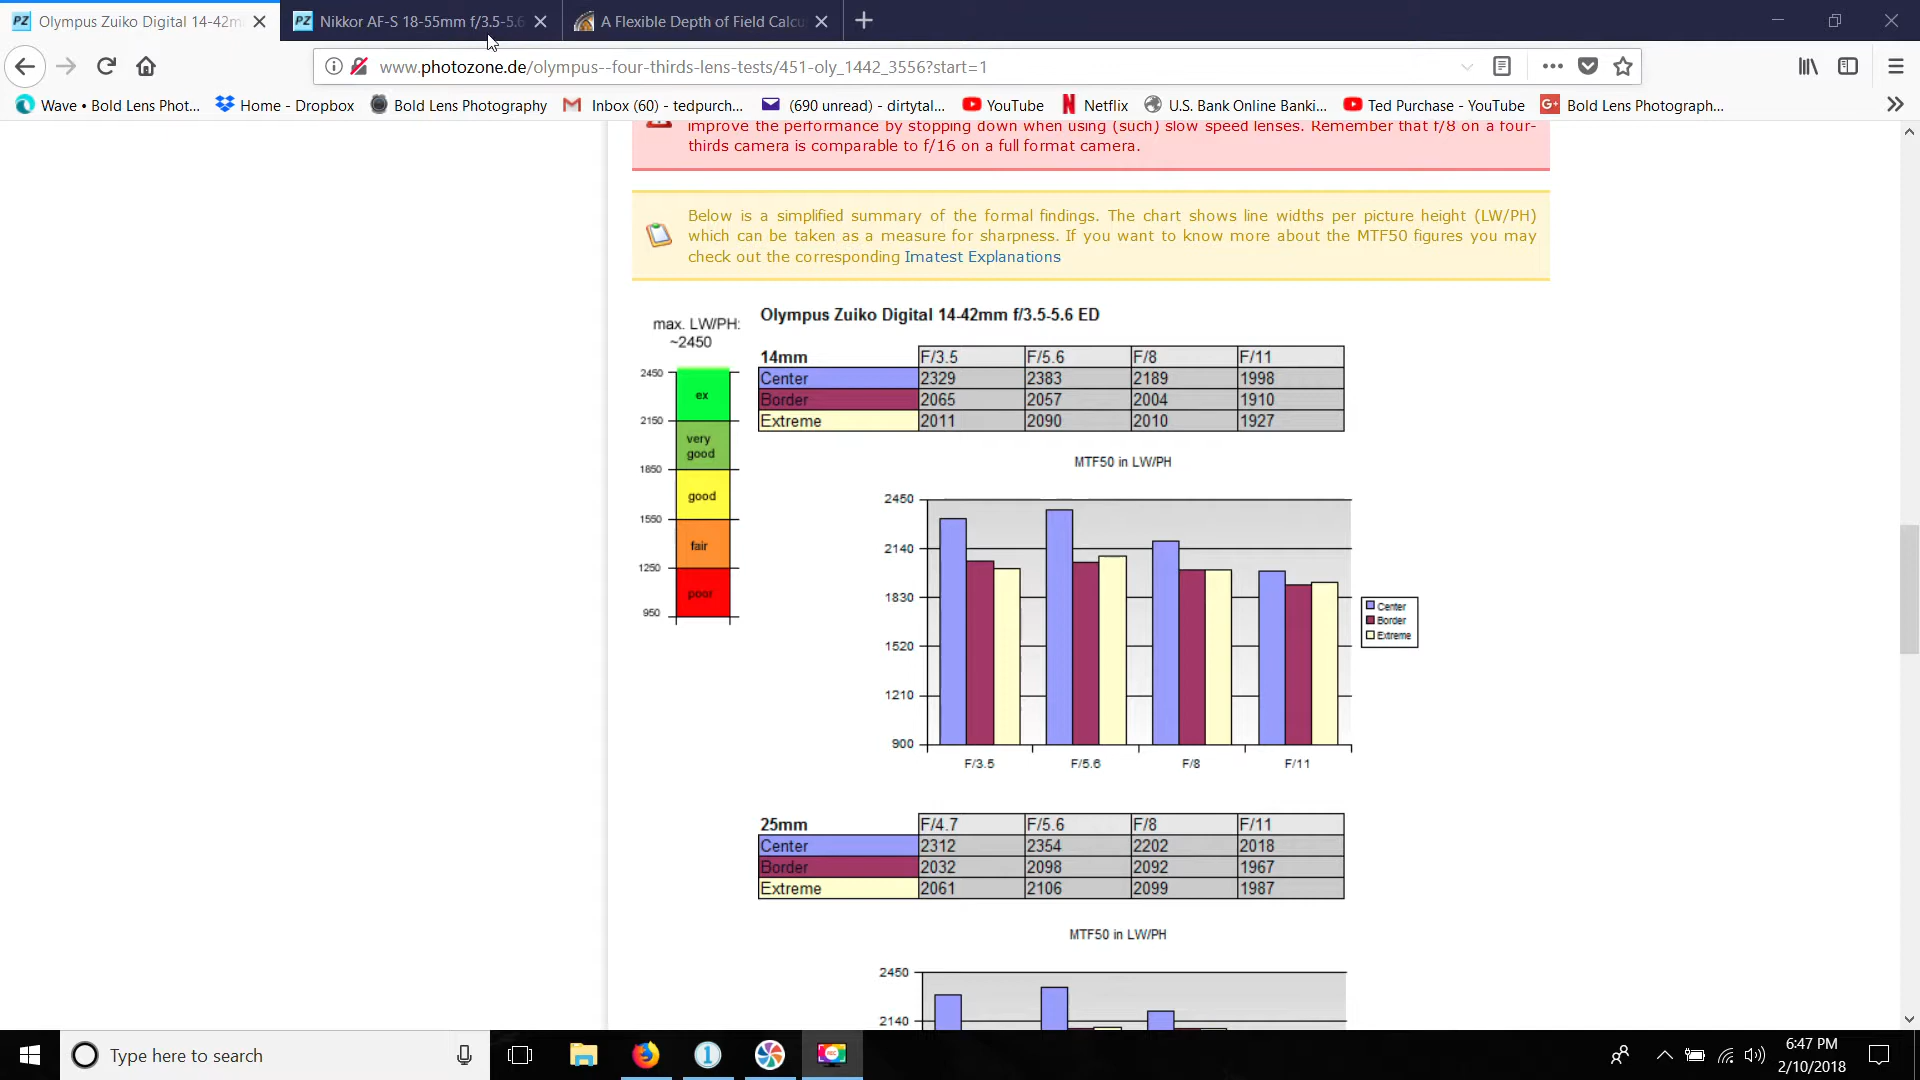 Olympus Zuiko Digital 14-42m
Nikkor AF-S 18-55mm f/3.5-5.6
A Flexible Depth of Field Calcu
www.photozone.de/olympus--four-thirds-lens-tests/451-oly_1442_3556?start=1
Wave • Bold Lens Phot...
Home - Dropbox
Bold Lens Photography
Inbox (60) - tedpurch...
(690 unread) - dirtytal...
YouTube
Netflix
U.S. Bank Online Banki...
Ted Purchase - YouTube
Bold Lens Photograph...
improve the performance by stopping down when using (such) slow speed lenses. Remember that f/8 on a four-
thirds camera is comparable to f/16 on a full format camera.
Below is a simplified summary of the formal findings. The chart shows line widths per picture height (LW/PH)
which can be taken as a measure for sharpness. If you want to know more about the MTF50 figures you may
check out the corresponding Imatest Explanations
max. LW/PH:
~2450
2450
ex
2150
very
good
1850
good
1550
fair
1250
poor
950
Olympus Zuiko Digital 14-42mm f/3.5-5.6 ED
14mm F/3.5 F/5.6 F/8 F/11
Center 2329 2383 2189 1998
Border 2065 2057 2004 1910
Extreme 2011 2090 2010 1927
MTF50 in LW/PH
2450
2140
1830
1520
1210
900
F/3.5 F/5.6 F/8 F/11
Center
Border
Extreme
25mm F/4.7 F/5.6 F/8 F/11
Center 2312 2354 2202 2018
Border 2032 2098 2092 1967
Extreme 2061 2106 2099 1987
MTF50 in LW/PH
2450
2140
Type here to search
6:47 PM
2/10/2018